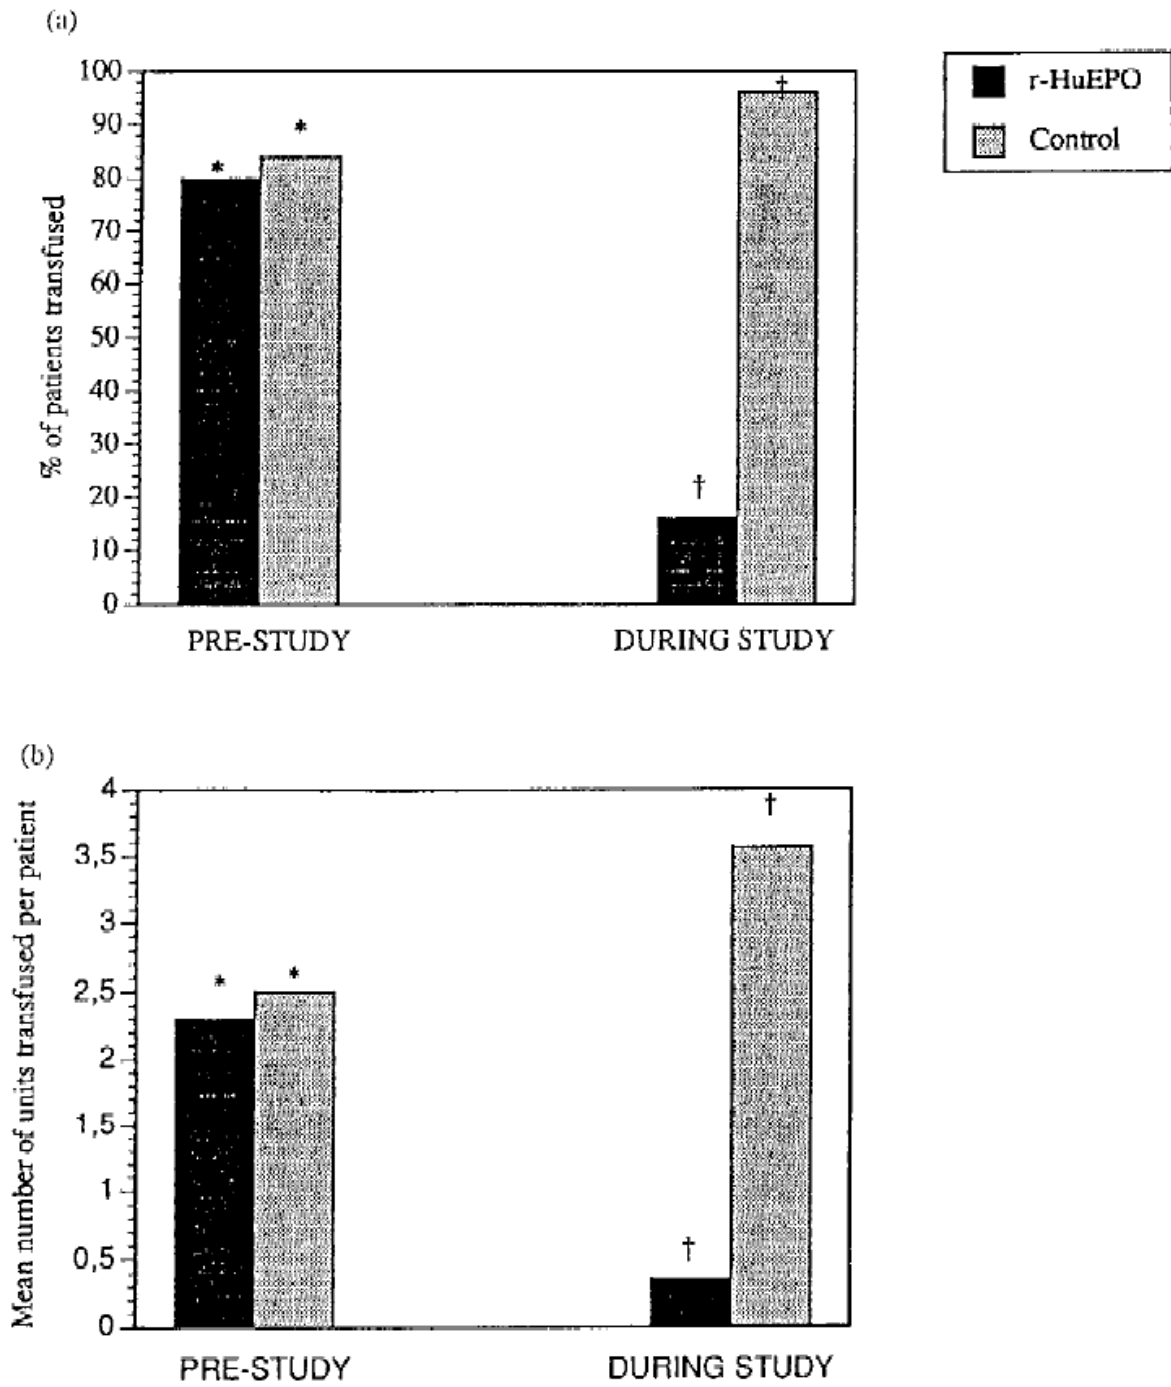 (a)
100
90
80
70
60
50
40
30
20
10
0
% of patients transfused
*
*
†
†
PRE-STUDY
DURING STUDY
r-HuEPO
Control
(b)
4
3,5
3
2,5
2
1,5
1
0,5
0
Mean number of units transfused per patient
*
*
†
†
PRE-STUDY
DURING STUDY